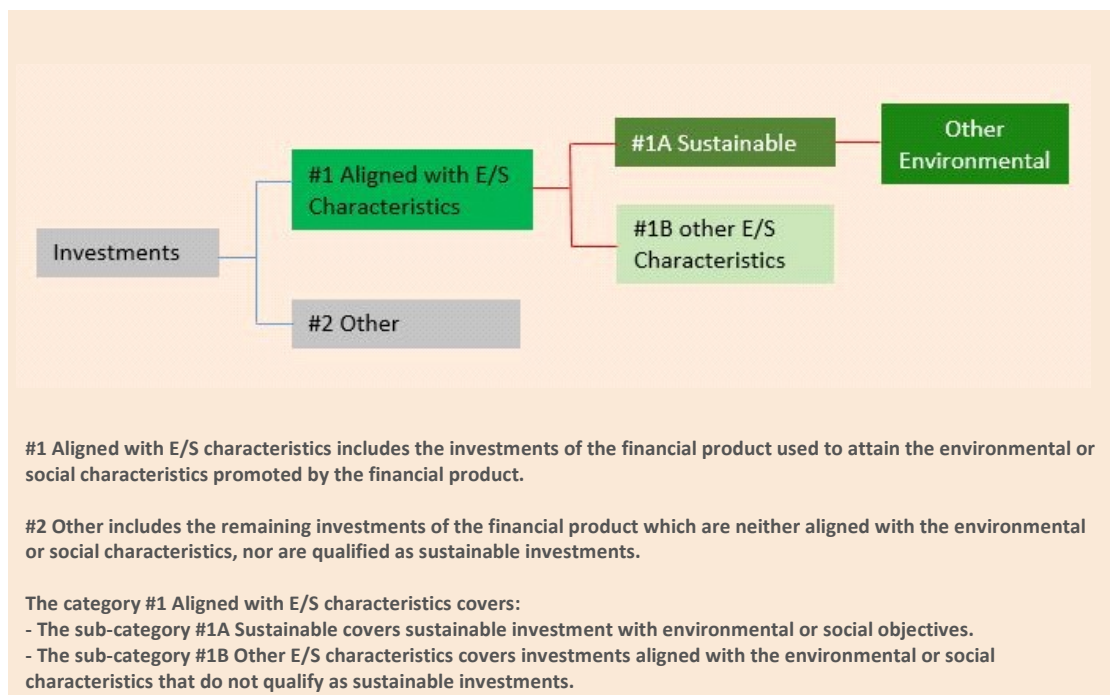 Investments
#1 Aligned with E/S
Characteristics
#2 Other
#1A Sustainable
#1B other E/S
Characteristics
Other
Environmental
#1 Aligned with E/S characteristics includes the investments of the financial product used to attain the environmental or
social characteristics promoted by the financial product.
#2 Other includes the remaining investments of the financial product which are neither aligned with the environmental
or social characteristics, nor are qualified as sustainable investments.
The category #1 Aligned with E/S characteristics covers:
- The sub-category #1A Sustainable covers sustainable investment with environmental or social objectives.
- The sub-category #1B Other E/S characteristics covers investments aligned with the environmental or social
characteristics that do not qualify as sustainable investments.